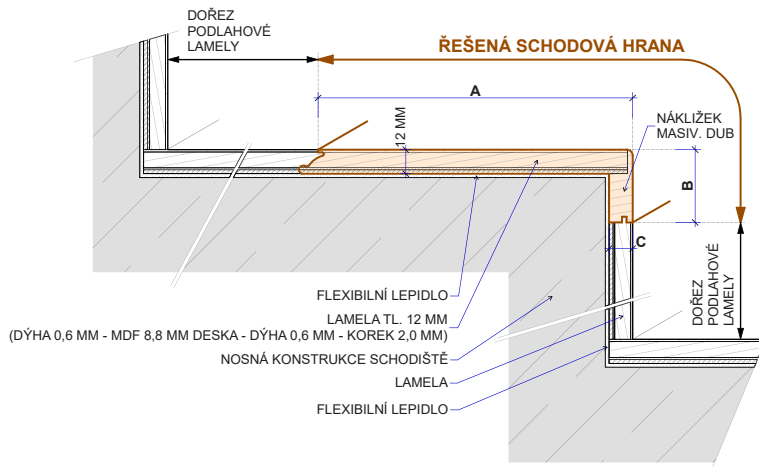 DOŘEZ
PODLAHOVÉ
LAMELY
ŘEŠENÁ SCHODOVÁ HRANA
A
12 MM
NÁKLIŽEK
MASIV. DUB
B
C
DOŘEZ
PODLAHOVÉ
LAMELY
FLEXIBILNÍ LEPIDLO
LAMELA TL. 12 MM
(DÝHA 0,6 MM - MDF 8,8 MM DESKA - DÝHA 0,6 MM - KOREK 2,0 MM)
NOSNÁ KONSTRUKCE SCHODIŠTĚ
LAMELA
FLEXIBILNÍ LEPIDLO